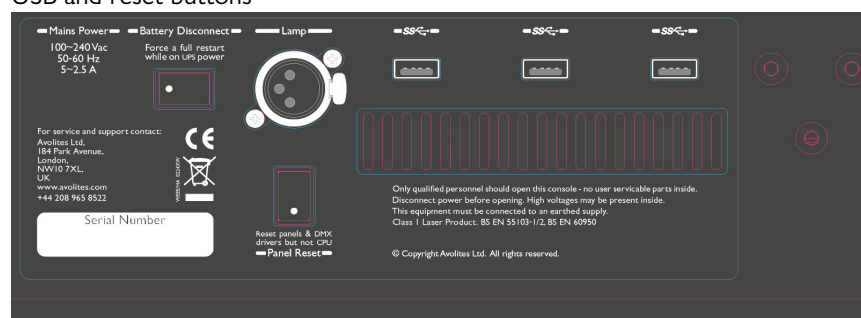 USB and reset buttons
Mains Power
100~240 Vac
50-60 Hz
5~2.5 A
Battery Disconnect
Force a full restart
while on UPS power
Lamp
SS
SS
SS
For service and support contact:
Avolites Ltd,
184 Park Avenue,
London,
NW10 7XL,
UK
www.avolites.com
+44 208 965 8522
CE
Serial Number
Reset panels & DMX
drivers but not CPU
Panel Reset
Only qualified personnel should open this console - no user servicable parts inside.
Disconnect power before opening. High voltages may be present inside.
This equipment must be connected to an earthed supply.
Class 1 Laser Product. BS EN 55103-1/2, BS EN 60950
© Copyright Avolites Ltd. All rights reserved.